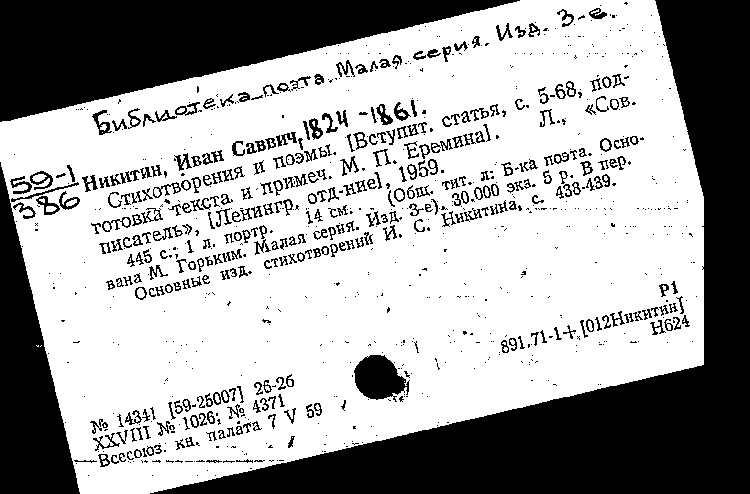 Библиотека поэта. Малая серия. Изд. 3-е.
59-1
386
Никитин, Иван Саввич, 1824-1861.
Стихотворения и поэмы. [Вступит. статья, с. 5-68, под-
готовка текста и примеч. М. П. Еремина]. Л., «Сов.
писатель», [Ленингр. отд-ние], 1959.
445 с.; 1 л. портр. 14 см. (Общ. тит. л: Б-ка поэта. Осно-
вана М. Горьким. Малая серия. Изд. 3-е). 30.000 экз. 5 р. В пер.
Основные изд. стихотворений И. С. Никитина, с. 433-439.
Р1
891.71-1+[012Никитин]
Н624
№ 14341 [59-25007] 26-26
XXVIII № 1026; № 4371
Всесоюз. кн. палата 7 V 59